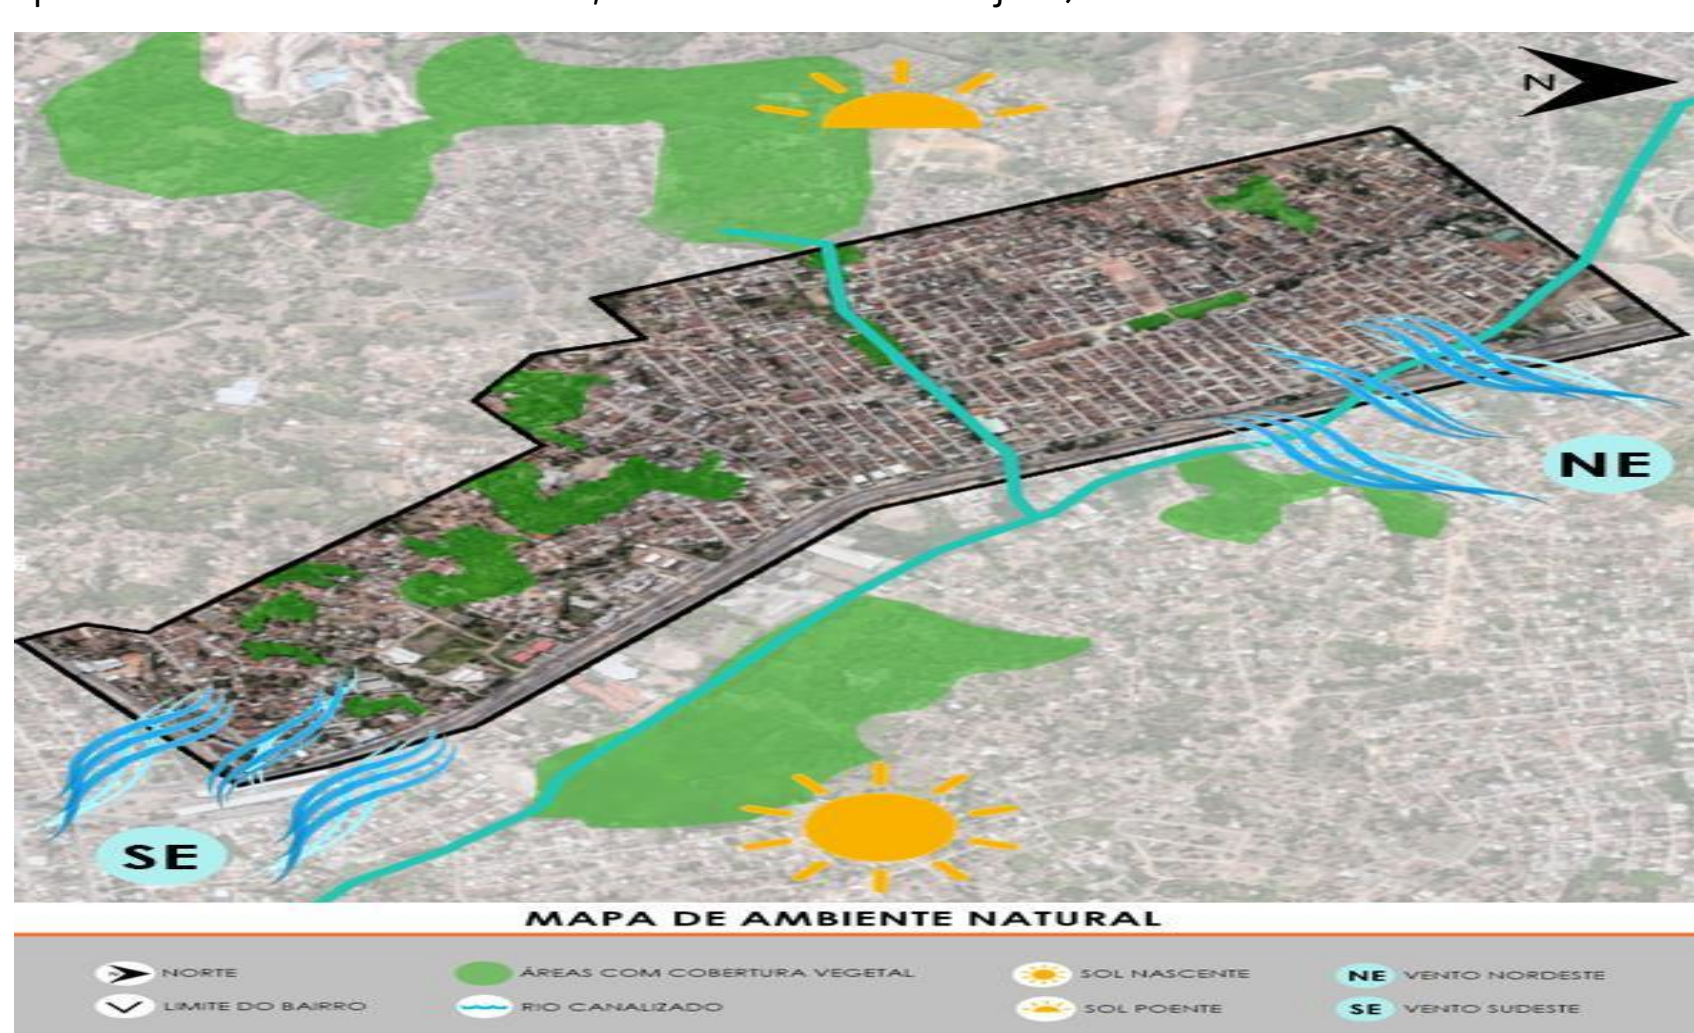 N
NE
SE
MAPA DE AMBIENTE NATURAL
NORTE
ÁREAS COM COBERTURA VEGETAL
SOL NASCENTE
NE VENTO NORDESTE
LIMITE DO BAIRRO
RIO CANALIZADO
SOL POENTE
SE VENTO SUDESTE